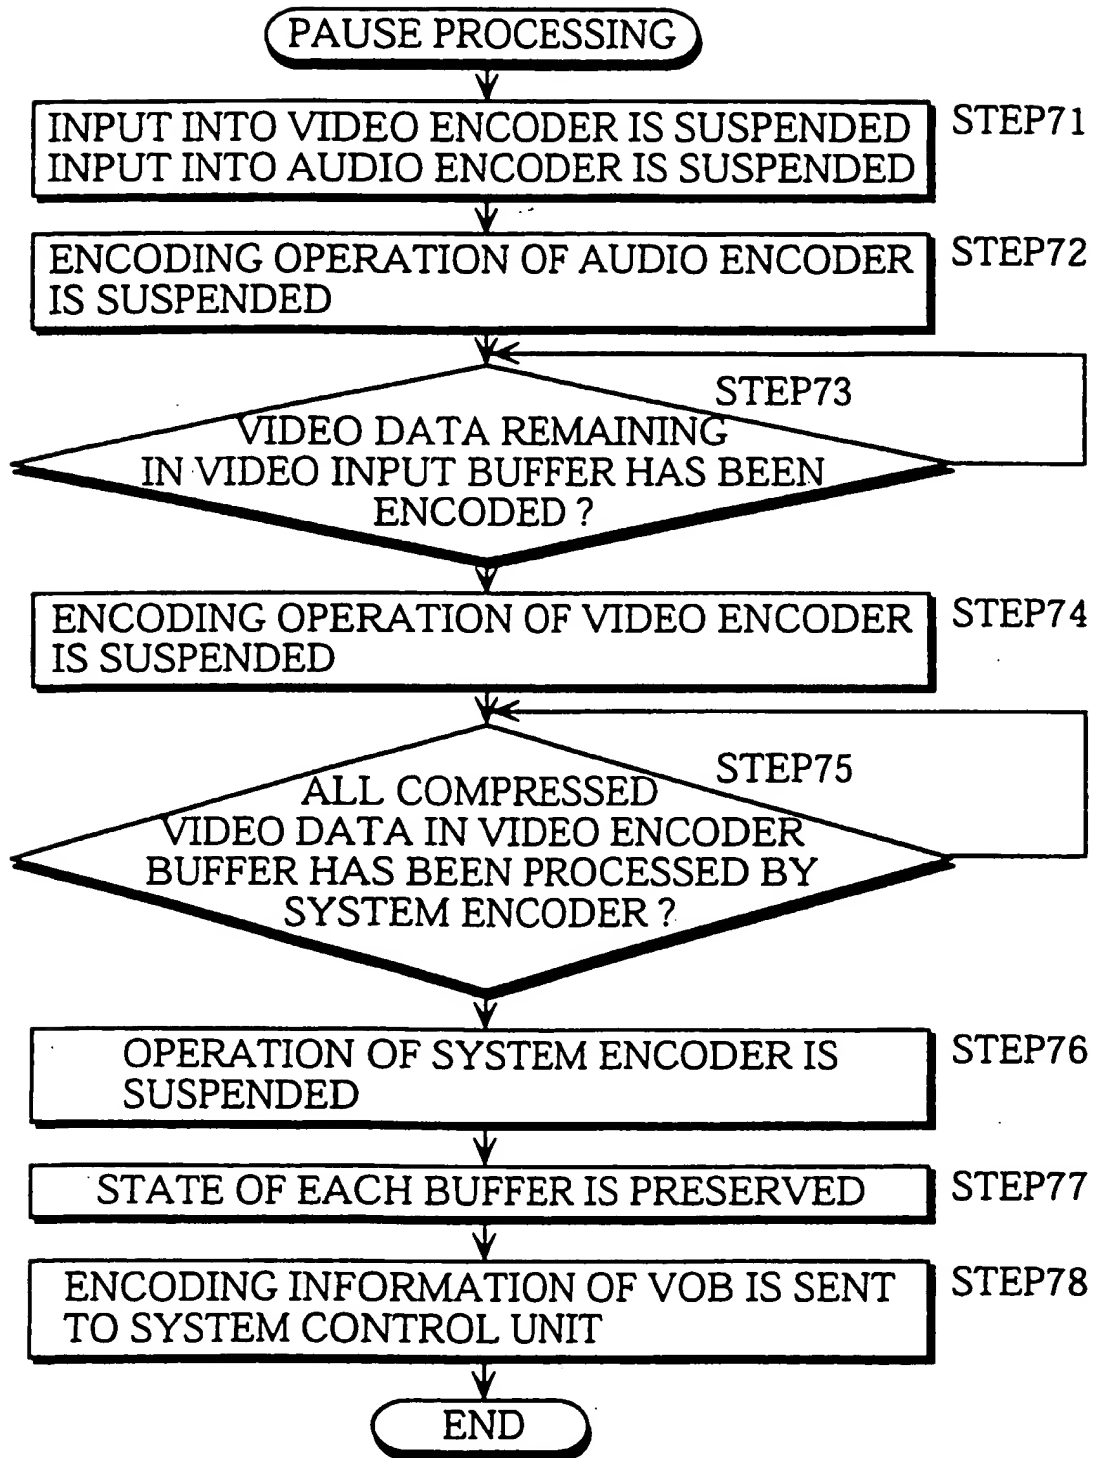 PAUSE PROCESSING
INPUT INTO VIDEO ENCODER IS SUSPENDED
INPUT INTO AUDIO ENCODER IS SUSPENDED
STEP71
ENCODING OPERATION OF AUDIO ENCODER
IS SUSPENDED
STEP72
STEP73
VIDEO DATA REMAINING
IN VIDEO INPUT BUFFER HAS BEEN
ENCODED ?
ENCODING OPERATION OF VIDEO ENCODER
IS SUSPENDED
STEP74
STEP75
ALL COMPRESSED
VIDEO DATA IN VIDEO ENCODER
BUFFER HAS BEEN PROCESSED BY
SYSTEM ENCODER ?
OPERATION OF SYSTEM ENCODER IS
SUSPENDED
STEP76
STATE OF EACH BUFFER IS PRESERVED
STEP77
ENCODING INFORMATION OF VOB IS SENT
TO SYSTEM CONTROL UNIT
STEP78
END